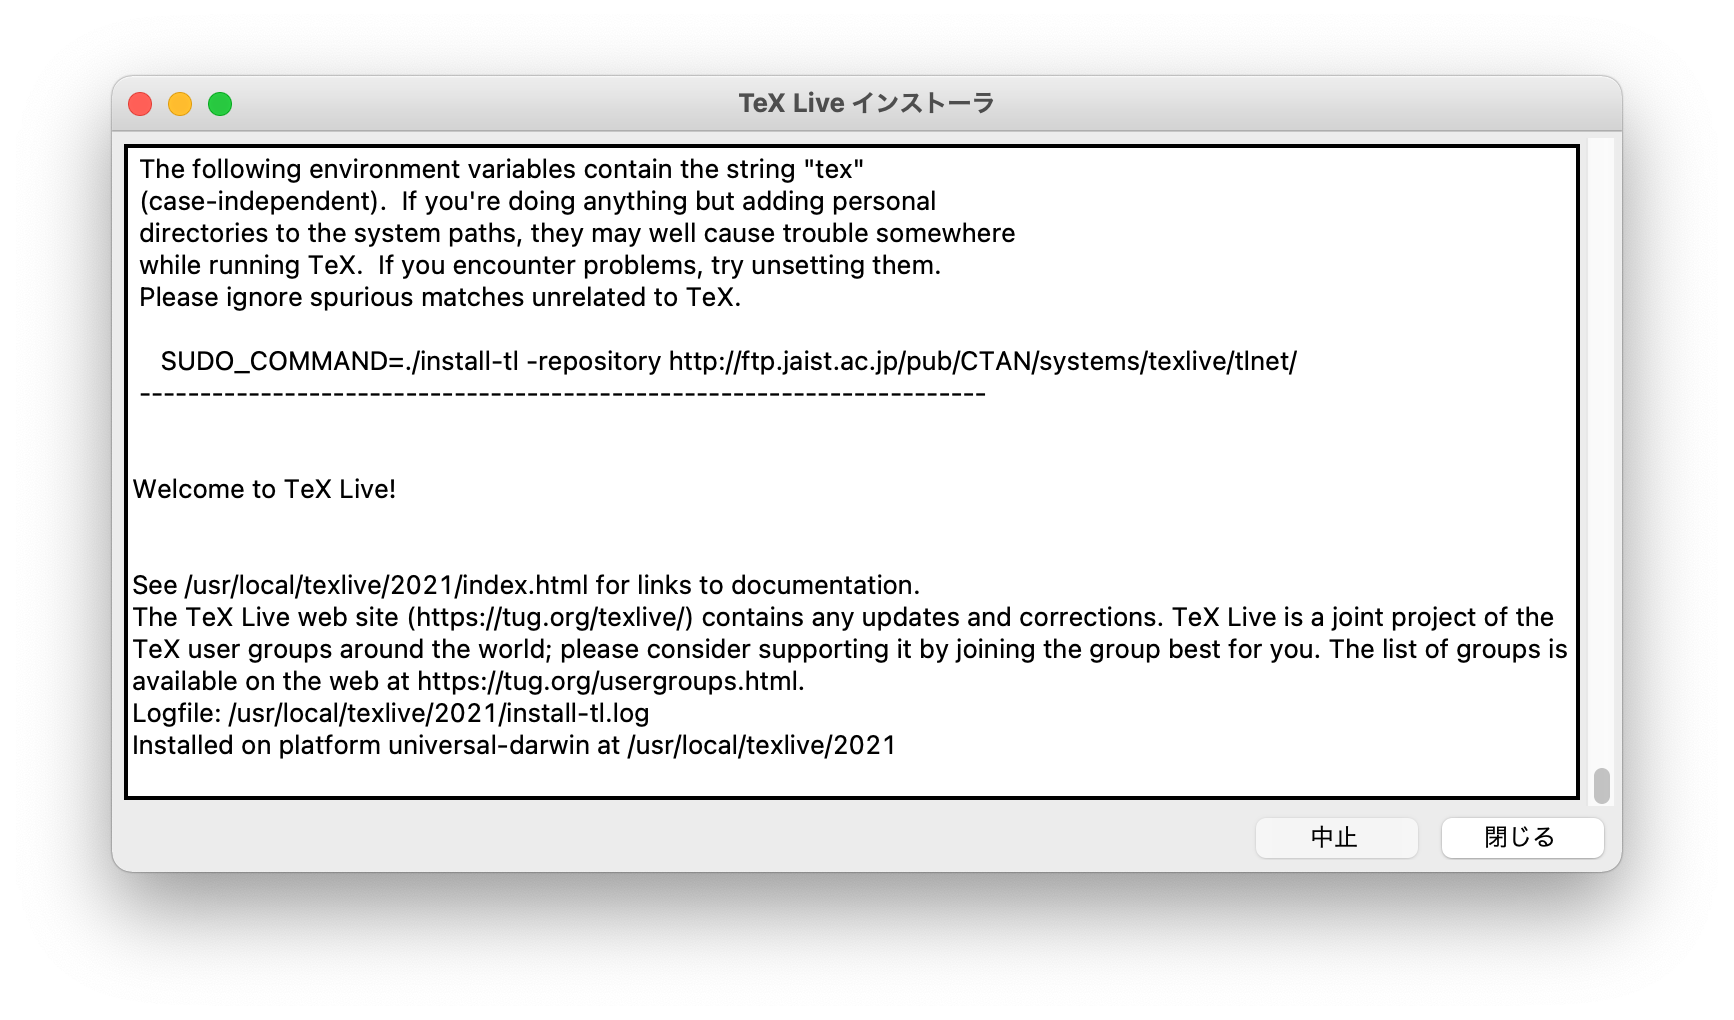 TeX Live インストーラ
The following environment variables contain the string "tex"
(case-independent).  If you're doing anything but adding personal
directories to the system paths, they may well cause trouble somewhere
while running TeX.  If you encounter problems, try unsetting them.
Please ignore spurious matches unrelated to TeX.
SUDO_COMMAND=./install-tl -repository http://ftp.jaist.ac.jp/pub/CTAN/systems/texlive/tlnet/
----------------------------------------------------------------------
Welcome to TeX Live!
See /usr/local/texlive/2021/index.html for links to documentation.
The TeX Live web site (https://tug.org/texlive/) contains any updates and corrections. TeX Live is a joint project of the
TeX user groups around the world; please consider supporting it by joining the group best for you. The list of groups is
available on the web at https://tug.org/usergroups.html.
Logfile: /usr/local/texlive/2021/install-tl.log
Installed on platform universal-darwin at /usr/local/texlive/2021
中止
閉じる